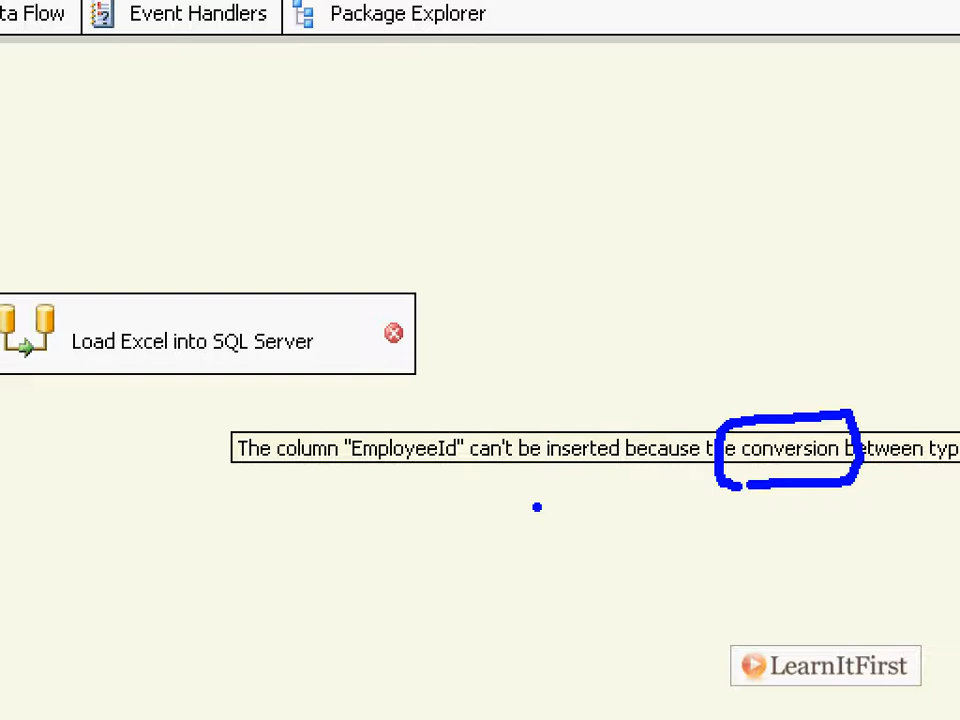 ta Flow
Event Handlers
Package Explorer
Load Excel into SQL Server
The column "EmployeeId" can't be inserted because the conversion between typ
LearnItFirst